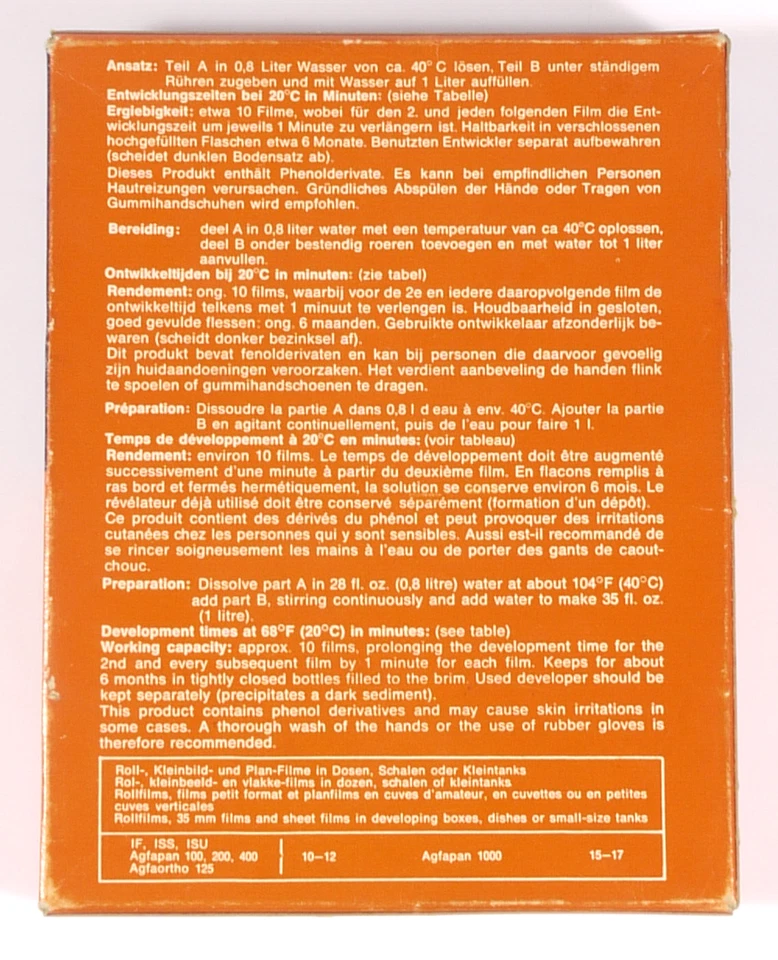 Ansatz: Teil A in 0,8 Liter Wasser von ca. 40°C lösen, Teil B unter ständigem
Rühren zugeben und mit Wasser auf 1 Liter auffüllen.
Entwicklungszeiten bei 20°C in Minuten: (siehe Tabelle)
Ergiebigkeit: etwa 10 Filme, wobei für den 2. und jeden folgenden Film die Ent-
wicklungszeit um jeweils 1 Minute zu verlängern ist. Haltbarkeit in verschlossenen
hochgefüllten Flaschen etwa 6 Monate. Benutzten Entwickler separat aufbewahren
(scheidet dunklen Bodensatz ab).
Dieses Produkt enthält Phenolderivate. Es kann bei empfindlichen Personen
Hautreizungen verursachen. Gründliches Abspülen der Hände oder Tragen von
Gummihandschuhen wird empfohlen.
Bereiding: deel A in 0,8 liter water met een temperatuur van ca 40°C oplossen,
deel B onder bestendig roeren toevoegen en met water tot 1 liter
aanvullen.
Ontwikkeltijden bij 20°C in minuten: (zie tabel)
Rendement: ong. 10 films, waarbij voor de 2e en iedere daaropvolgende film de
ontwikkeltijd telkens met 1 minuut te verlengen is. Houdbaarheid in gesloten,
goed gevulde flessen: ong. 6 maanden. Gebruikte ontwikkelaar afzonderlijk be-
waren (scheidt donker bezinksel af).
Dit produkt bevat fenolderivaten en kan bij personen die daarvoor gevoelig
zijn huidaandoeningen veroorzaken. Het verdient aanbeveling de handen flink
te spoelen of gummihandschoenen te dragen.
Préparation: Dissoudre la partie A dans 0,8 l d eau à env. 40°C. Ajouter la partie
B en agitant continuellement, puis de l'eau pour faire 1 l.
Temps de développement à 20°C en minutes: (voir tableau)
Rendement: environ 10 films. Le temps de développement doit être augmenté
successivement d'une minute à partir du deuxième film. En flacons remplis à
ras bord et fermés hermétiquement, la solution se conserve environ 6 mois. Le
révélateur déjà utilisé doit être conservé séparément (formation d'un dépôt).
Ce produit contient des dérivés du phénol et peut provoquer des irritations
cutanées chez les personnes qui y sont sensibles. Aussi est-il recommandé de
se rincer soigneusement les mains à l'eau ou de porter des gants de caout-
chouc.
Preparation: Dissolve part A in 28 fl. oz. (0,8 litre) water at about 104°F (40°C)
add part B, stirring continuously and add water to make 35 fl. oz.
(1 litre).
Development times at 68°F (20°C) in minutes: (see table)
Working capacity: approx. 10 films, prolonging the development time for the
2nd and every subsequent film by 1 minute for each film. Keeps for about
6 months in tightly closed bottles filled to the brim. Used developer should be
kept separately (precipitates a dark sediment).
This product contains phenol derivatives and may cause skin irritations in
some cases. A thorough wash of the hands or the use of rubber gloves is
therefore recommended.
Roll-, Kleinbild- und Plan-Filme in Dosen, Schalen oder Kleintanks
Rol-, kleinbeeld- en vlakke-films in dozen, schalen of kleintanks
Rollfilms, films petit format et planfilms en cuves d'amateur, en cuvettes ou en petites
cuves verticales
Rollfilms, 35 mm films and sheet films in developing boxes, dishes or small-size tanks
IF, ISS, ISU
Agfapan 100, 200, 400 10–12 Agfapan 1000 15–17
Agfaortho 125